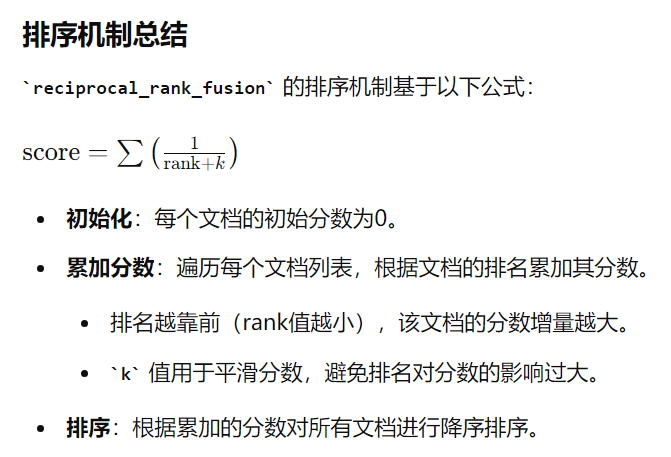 排序机制总结
`reciprocal_rank_fusion` 的排序机制基于以下公式：
score = ∑ (1/(rank+k))
• 初始化：每个文档的初始分数为0。
• 累加分数：遍历每个文档列表，根据文档的排名累加其分数。
• 排名越靠前（rank值越小），该文档的分数增量越大。
• `k` 值用于平滑分数，避免排名对分数的影响过大。
• 排序：根据累加的分数对所有文档进行降序排序。